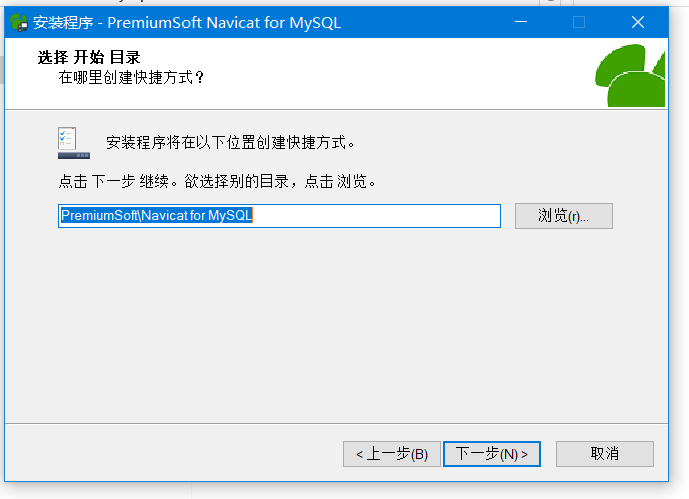 安装程序 - PremiumSoft Navicat for MySQL
选择 开始 目录
在哪里创建快捷方式？
安装程序将在以下位置创建快捷方式。
点击 下一步 继续。欲选择别的目录，点击 浏览。
PremiumSoft\Navicat for MySQL
浏览(r)...
< 上一步(B)
下一步(N) >
取消